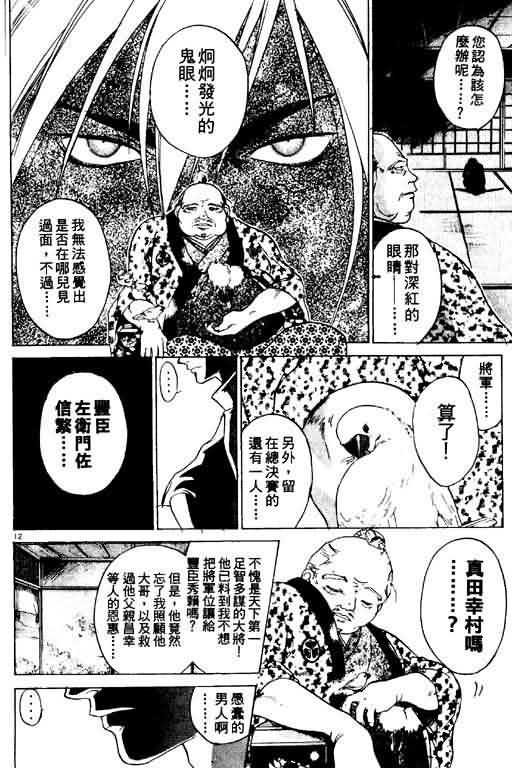 您認為該怎
麼辦呢……?
那對深紅的
眼睛——
炯炯發光的
鬼眼……
我無法感覺出
是否在哪兒見
過面，不過……
將軍……
算了！
另外，留
在總決賽的
還有一人……
……
豐臣
左衛門佐
信繁……
12
真田幸村嗎
………？
不愧是天下第一
足智多謀的大將！
他已料到我不想
把將軍位讓給
豐臣秀賴嗎？
但是，他竟然
忘了我照顧他
大哥，以及救
過他父親昌幸
等人的恩惠……
愚蠢的
男人啊
……